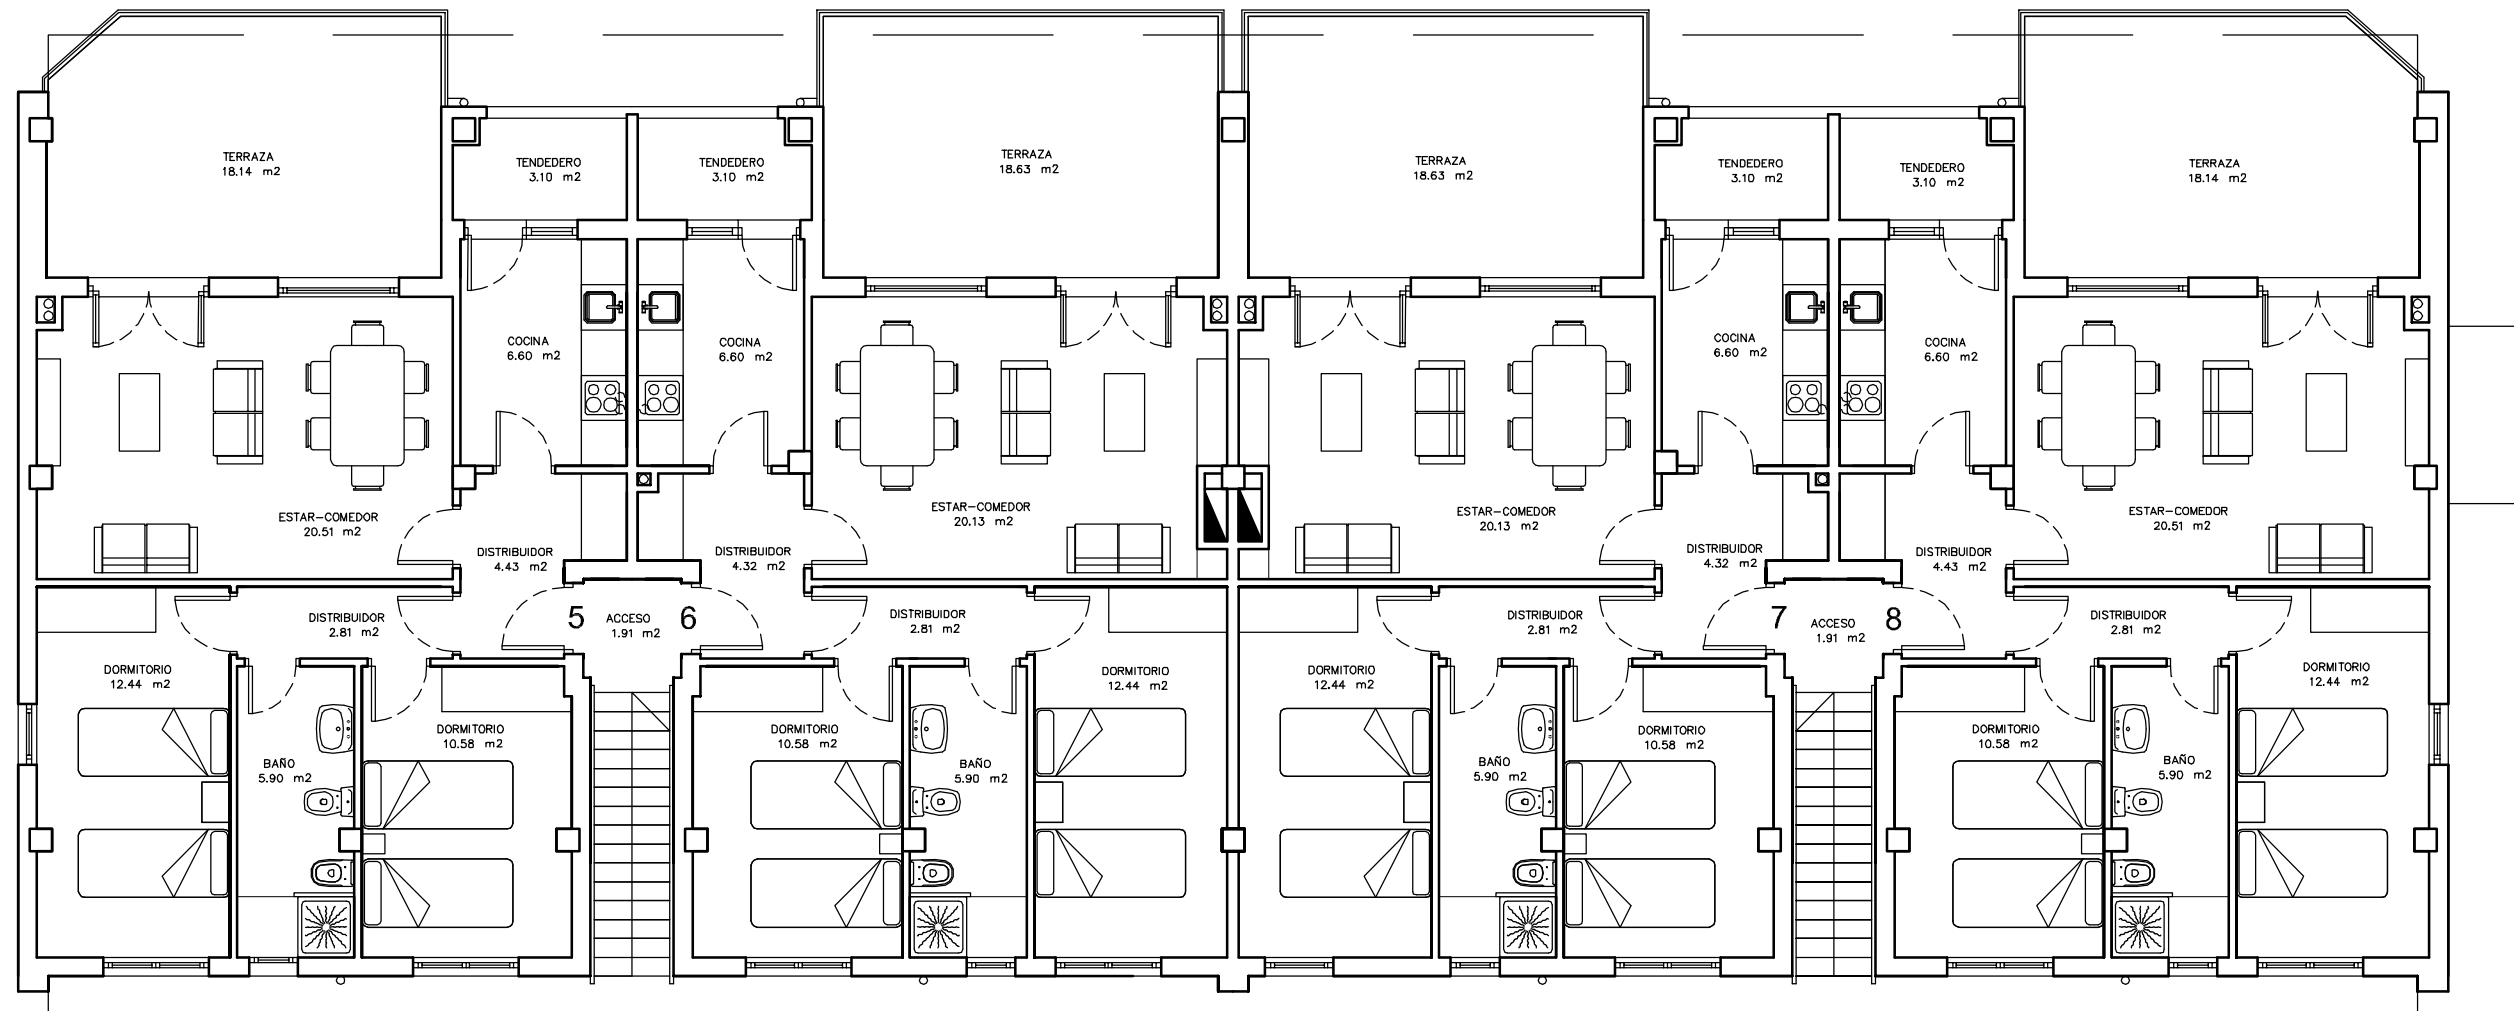 TERRAZA
18.14 m2
TENDEDERO
3.10 m2
TENDEDERO
3.10 m2
TERRAZA
18.63 m2
TERRAZA
18.63 m2
TENDEDERO
3.10 m2
TENDEDERO
3.10 m2
TERRAZA
18.14 m2
COCINA
6.60 m2
COCINA
6.60 m2
COCINA
6.60 m2
COCINA
6.60 m2
ESTAR-COMEDOR
20.51 m2
DISTRIBUIDOR
4.43 m2
DISTRIBUIDOR
4.32 m2
ESTAR-COMEDOR
20.13 m2
ESTAR-COMEDOR
20.13 m2
DISTRIBUIDOR
4.32 m2
DISTRIBUIDOR
4.43 m2
ESTAR-COMEDOR
20.51 m2
DISTRIBUIDOR
2.81 m2
5
ACCESO
1.91 m2
6
DISTRIBUIDOR
2.81 m2
DISTRIBUIDOR
2.81 m2
7
ACCESO
1.91 m2
8
DISTRIBUIDOR
2.81 m2
DORMITORIO
12.44 m2
DORMITORIO
12.44 m2
DORMITORIO
12.44 m2
DORMITORIO
12.44 m2
BAÑO
5.90 m2
DORMITORIO
10.58 m2
DORMITORIO
10.58 m2
BAÑO
5.90 m2
BAÑO
5.90 m2
DORMITORIO
10.58 m2
DORMITORIO
10.58 m2
BAÑO
5.90 m2